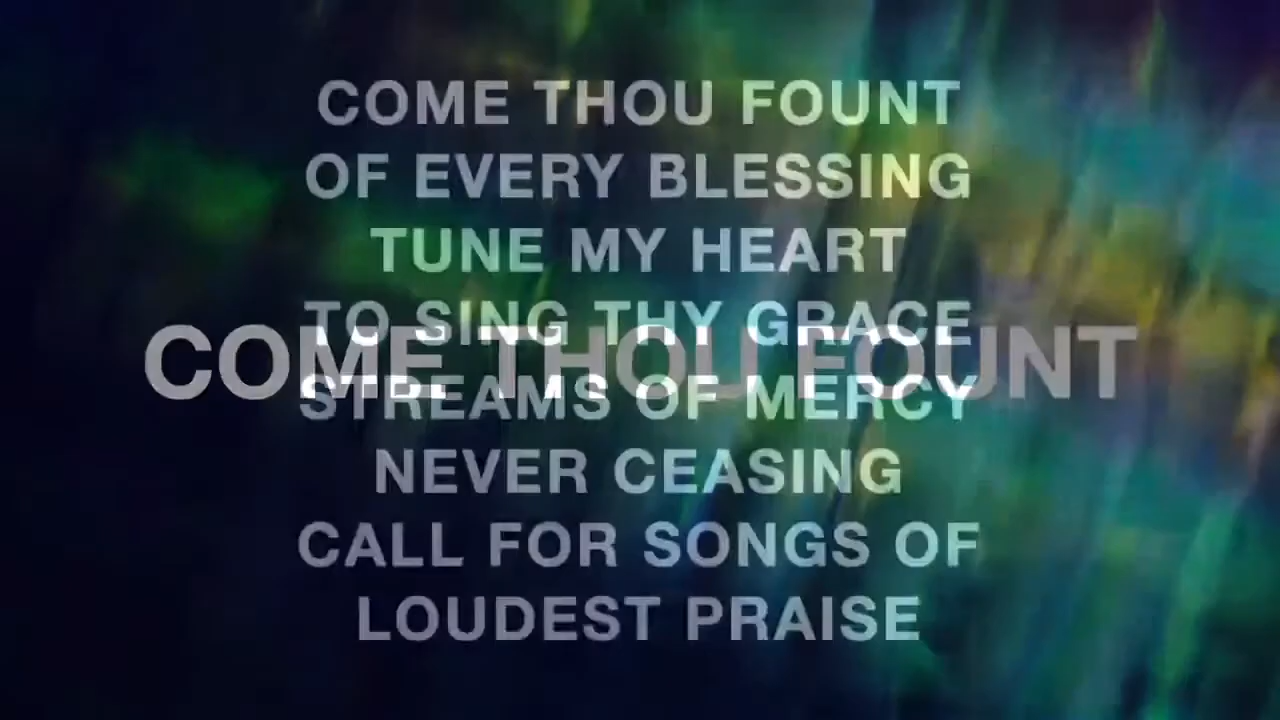 COME THOU FOUNT
OF EVERY BLESSING
TUNE MY HEART
TO SING THY GRACE
COME THOU FOUNT
STREAMS OF MERCY
NEVER CEASING
CALL FOR SONGS OF
LOUDEST PRAISE